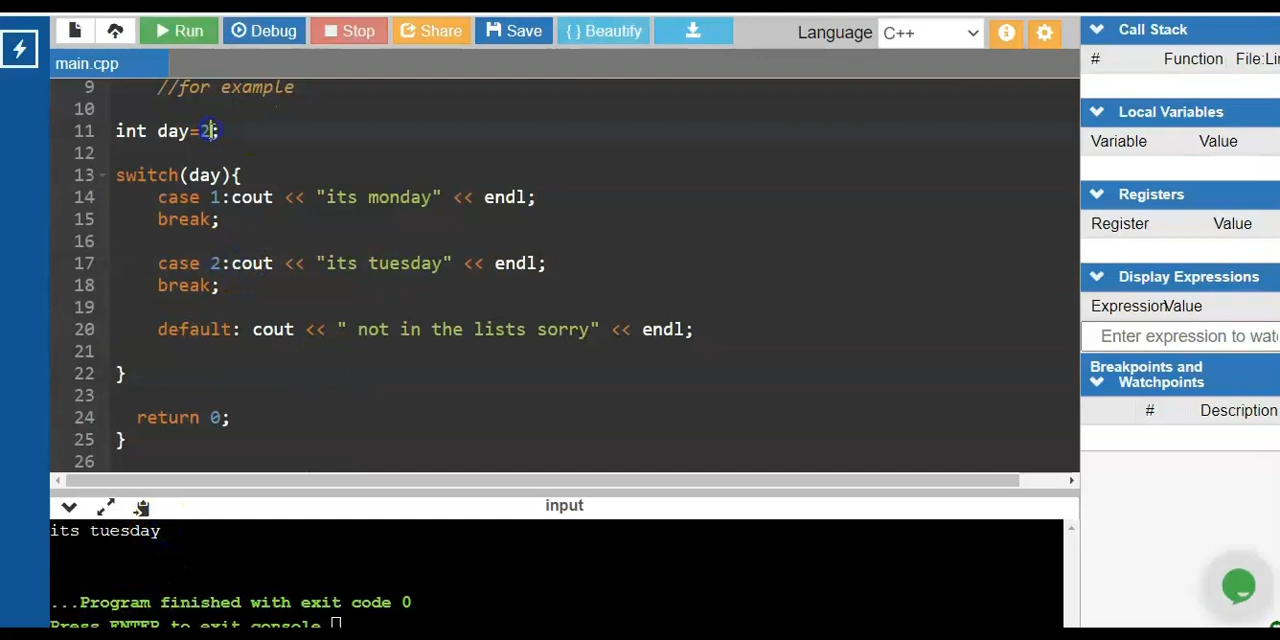 Run Debug Stop Share Save { } Beautify Language C++
main.cpp
9 //for example
10
11 int day=2;
12
13 switch(day){
14 case 1:cout << "its monday" << endl;
15 break;
16
17 case 2:cout << "its tuesday" << endl;
18 break;
19
20 default: cout << " not in the lists sorry" << endl;
21
22 }
23
24 return 0;
25 }
26
input
its tuesday
...Program finished with exit code 0
Press ENTER to exit console.
Call Stack
# Function File:Li
Local Variables
Variable Value
Registers
Register Value
Display Expressions
Expression Value
Enter expression to wat
Breakpoints and
Watchpoints
# Description